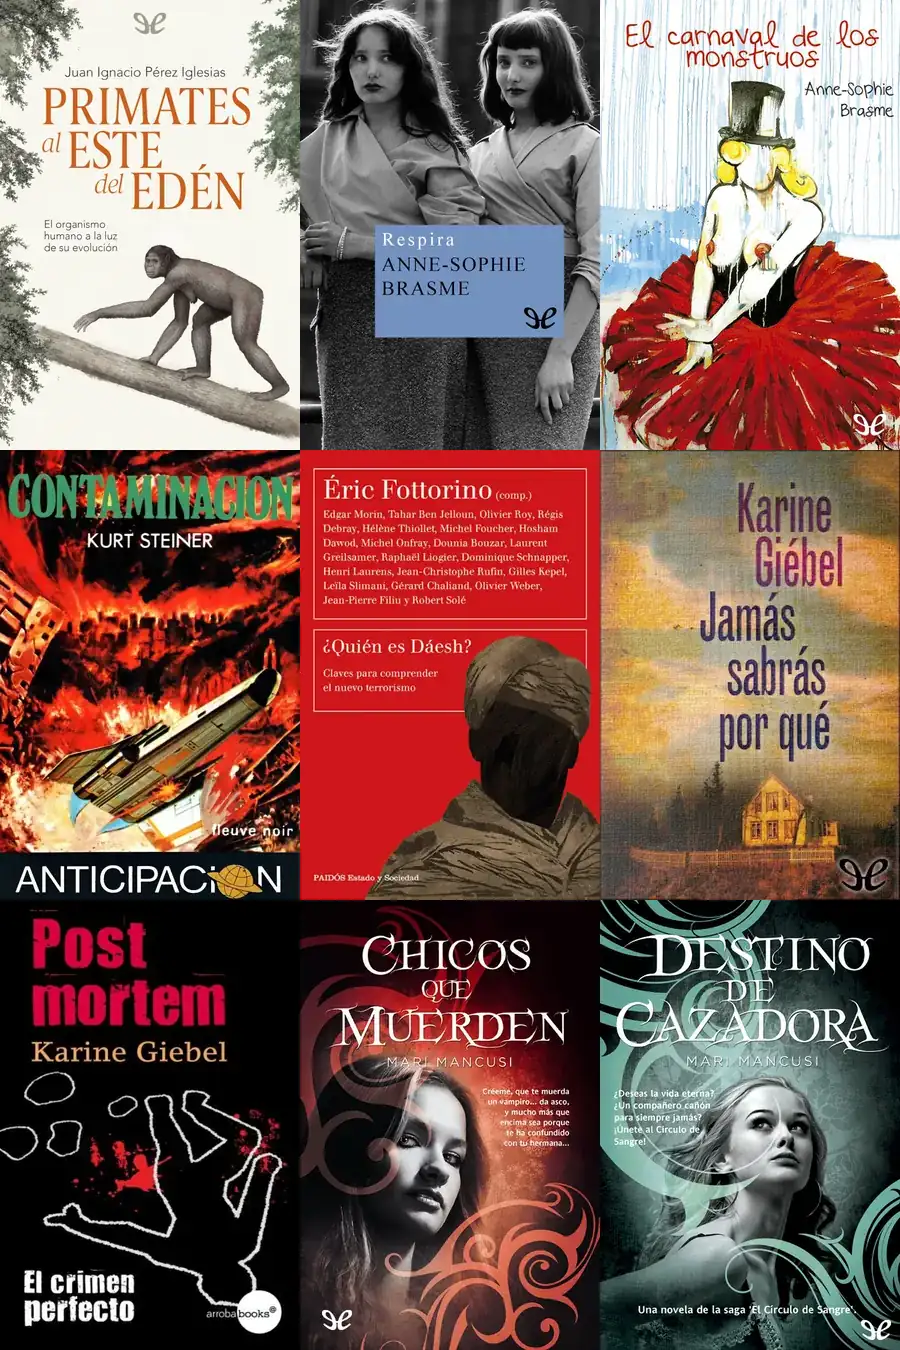 Juan Ignacio Pérez Iglesias
PRIMATES
al ESTE
del EDÉN
El organismo
humano a la luz
de su evolución
Respira
ANNE-SOPHIE
BRASME
El carnaval de los
monstruos
Anne-Sophie
Brasme
CONTAMINACION
KURT STEINER
fleuve noir
ANTICIPACION
Éric Fottorino (comp.)
Edgar Morin, Tahar Ben Jelloun, Olivier Roy, Régis
Debray, Hélène Thiollet, Michel Foucher, Hosham
Dawod, Michel Onfray, Dounia Bouzar, Laurent
Greilsamer, Raphaël Liogier, Dominique Schnapper,
Henri Laurens, Jean-Christophe Rufin, Gilles Kepel,
Leïla Slimani, Gérard Chaliand, Olivier Weber,
Jean-Pierre Filiu y Robert Solé
¿Quién es Dáesh?
Claves para comprender
el nuevo terrorismo
PAIDÓS Estado y Sociedad
Karine
Giébel
Jamás
sabrás
por qué
Post
mortem
Karine Giebel
El crimen
perfecto
arrobabooks
CHICOS
QUE
MUERDEN
MARI MANCUSI
Créeme, que te muerda
un vampiro... da asco,
y mucho más que
encima sea porque
te ha confundido
con tu hermana...
DESTINO
DE
CAZADORA
MARI MANCUSI
¿Deseas la vida eterna?
¿Un compañero cañón
para siempre jamás?
¡Únete al Círculo de
Sangre!
Una novela de la saga 'El Círculo de Sangre'.